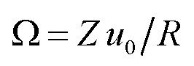 Ω = Z u₀/R